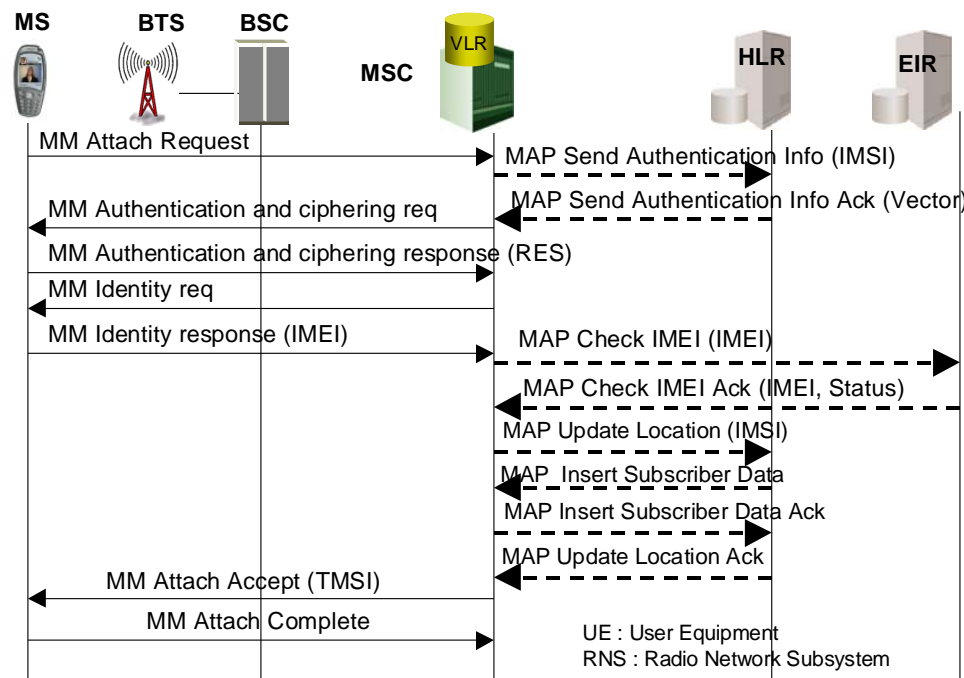 MS
BTS
BSC
VLR
MSC
HLR
EIR
MM Attach Request
MAP Send Authentication Info (IMSI)
MAP Send Authentication Info Ack (Vector)
MM Authentication and ciphering req
MM Authentication and ciphering response (RES)
MM Identity req
MM Identity response (IMEI)
MAP Check IMEI (IMEI)
MAP Check IMEI Ack (IMEI, Status)
MAP Update Location (IMSI)
MAP Insert Subscriber Data
MAP Insert Subscriber Data Ack
MAP Update Location Ack
MM Attach Accept (TMSI)
MM Attach Complete
UE : User Equipment
RNS : Radio Network Subsystem